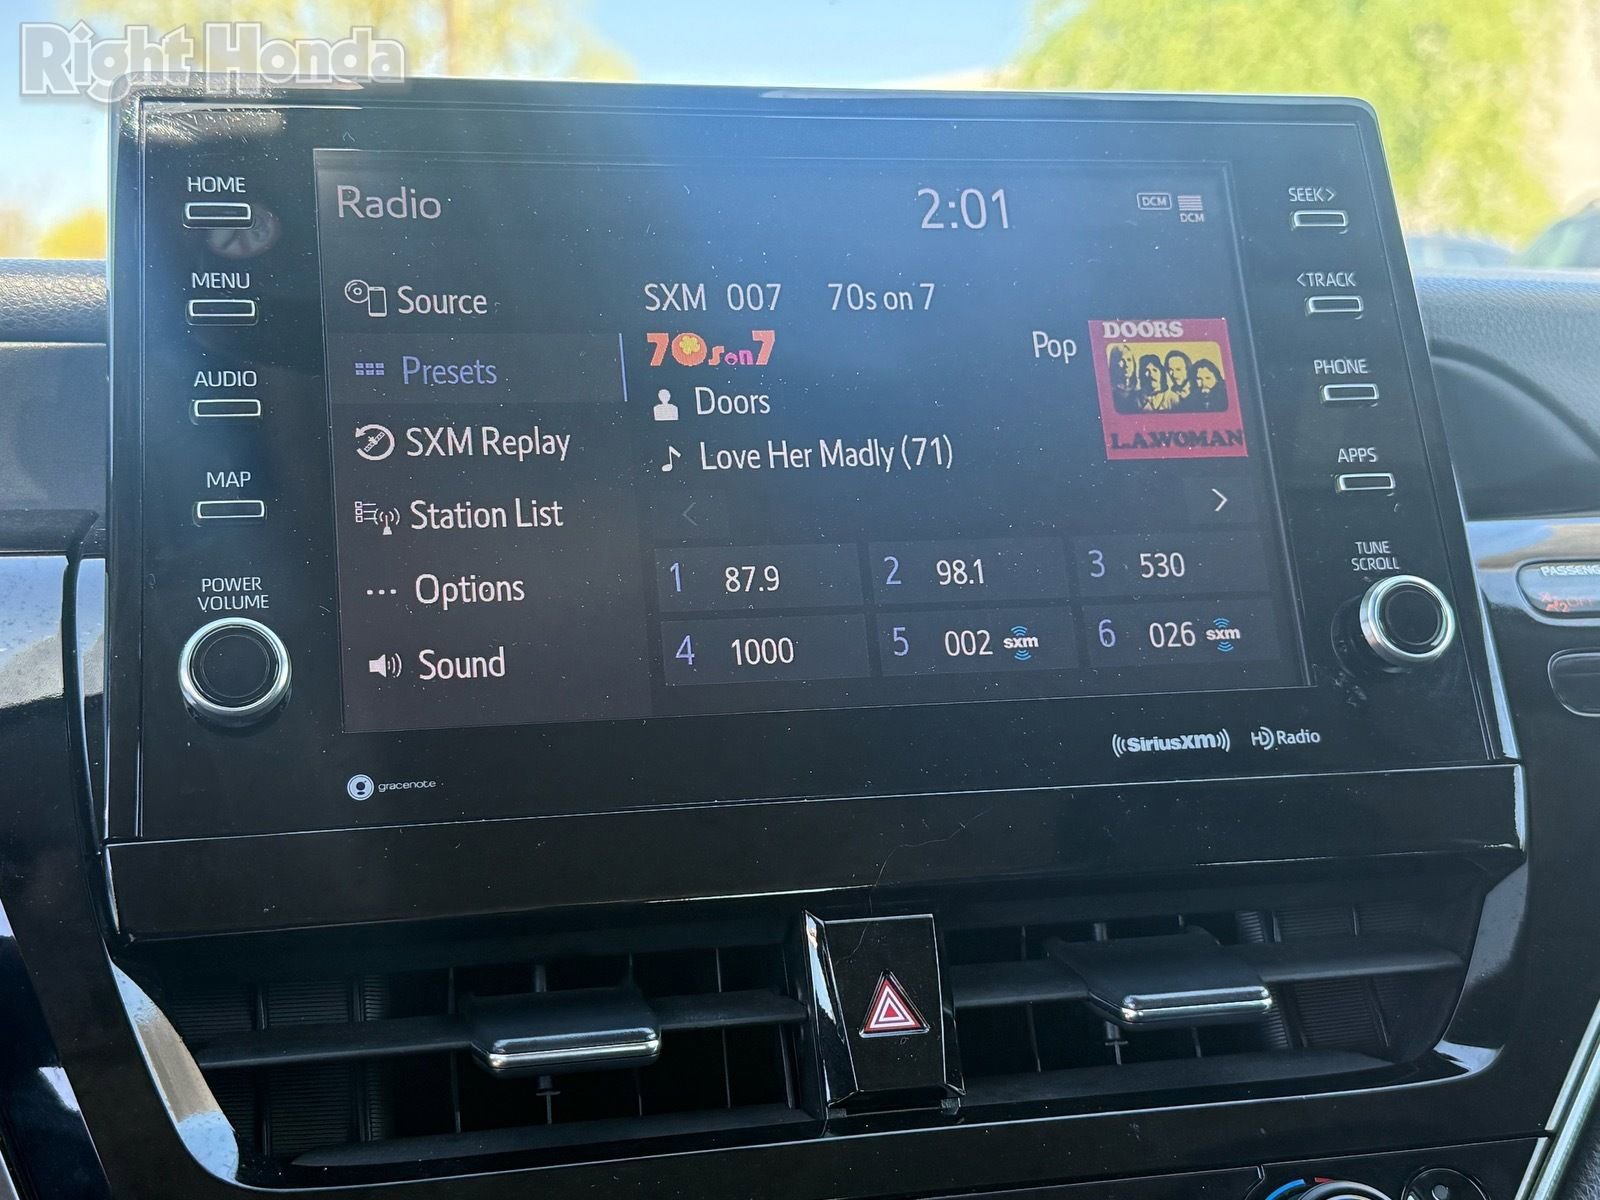 Right Honda
HOME
MENU
AUDIO
MAP
POWER
VOLUME
Radio
2:01
DCM
DCM
Source
Presets
SXM Replay
Station List
Options
Sound
SXM 007 70s on 7
70s on 7
Pop
Doors
Love Her Madly (71)
DOORS
L.A.WOMAN
1 87.9
2 98.1
3 530
4 1000
5 002 sxm
6 026 sxm
SEEK>
<TRACK
PHONE
APPS
TUNE
SCROLL
gracenote
SiriusXM
HD Radio
PASSENG